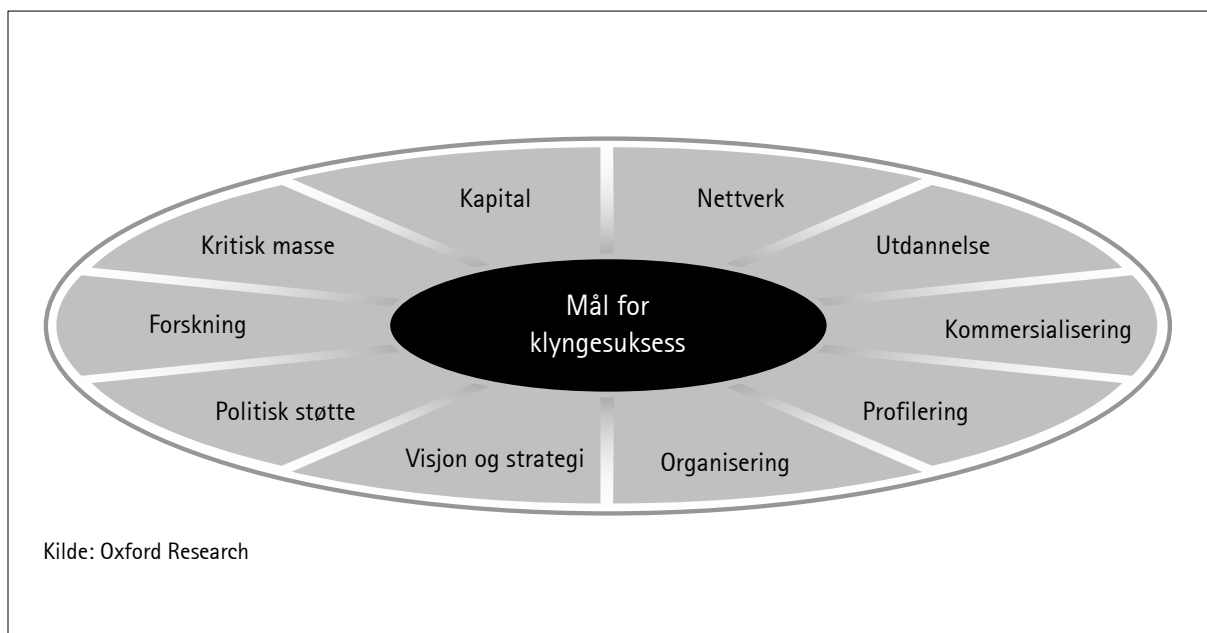 Kapital
Nettverk
Kritisk masse
Utdannelse
Mål for
klyngesuksess
Forskning
Kommersialisering
Politisk støtte
Profilering
Visjon og strategi
Organisering
Kilde: Oxford Research